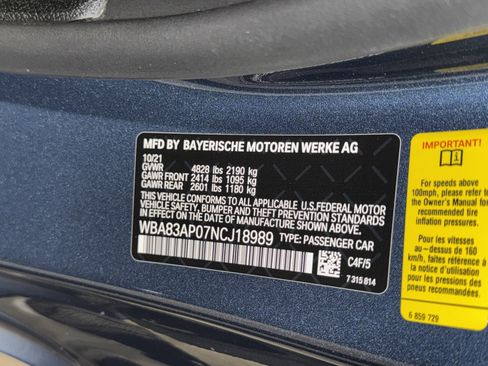 MFD BY BAYERISCHE MOTOREN WERKE AG
10/21
GVWR 4828 lbs 2190 kg
GAWR FRONT 2414 lbs 1095 kg
GAWR REAR 2601 lbs 1180 kg
THIS VEHICLE CONFORMS TO ALL APPLICABLE U.S.FEDERAL MOTOR
VEHICLE SAFETY, BUMPER AND THEFT PREVENTION STANDARDS
IN EFFECT ON THE DATE OF MANUFACTURE SHOWN ABOVE.
WBA83AP07NCJ18989 TYPE: PASSENGER CAR
C4F/5
7 315 814
IMPORTANT!
For speeds above
100mph, please refer to
the Owner's Manual for
recommended tire
inflation pressures.
Pour des vitesses
au-dessus de 160
km/h, faites référence à
la notice d'utilisation
pour les pressions des
pneus recommandées.
6 859 729